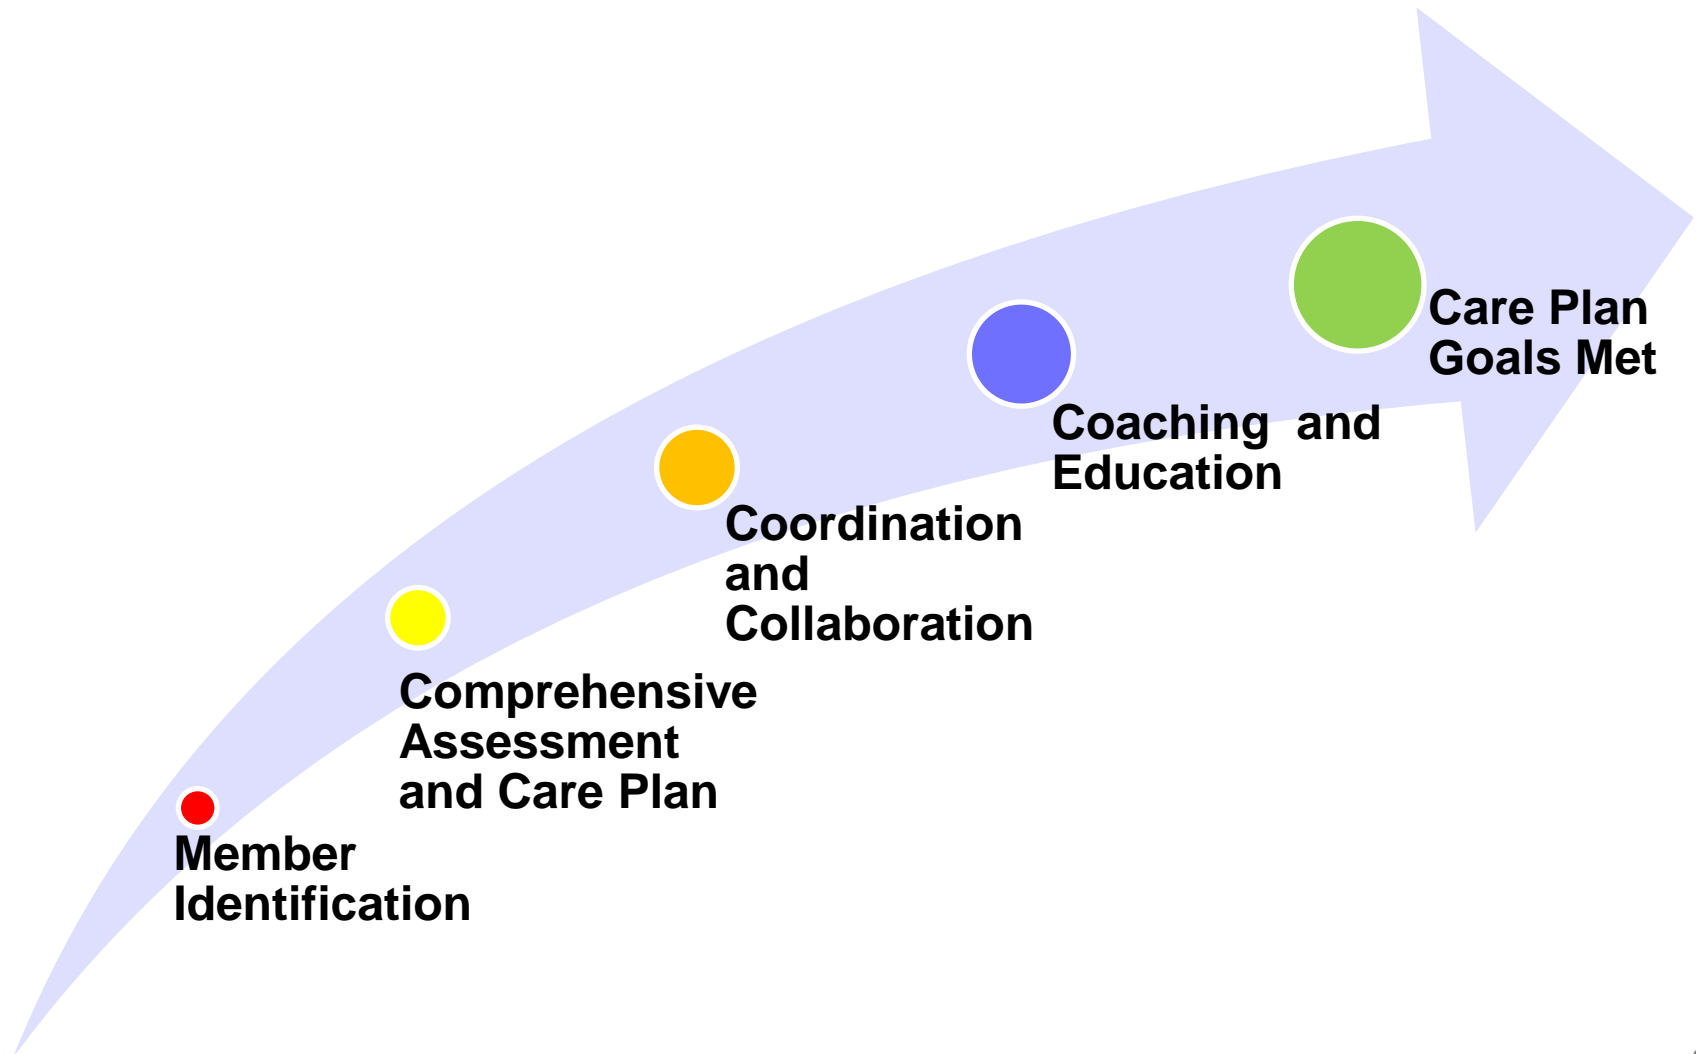 Member
Identification
Comprehensive
Assessment
and Care Plan
Coordination
and
Collaboration
Coaching  and
Education
Care Plan
Goals Met